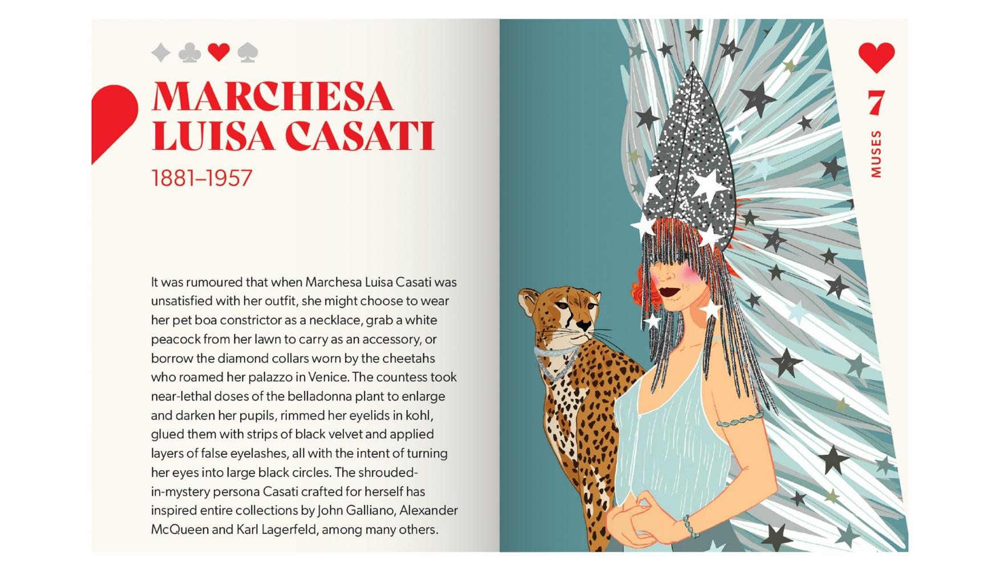 MARCHESA
LUISA CASATI
1881–1957
It was rumoured that when Marchesa Luisa Casati was
unsatisfied with her outfit, she might choose to wear
her pet boa constrictor as a necklace, grab a white
peacock from her lawn to carry as an accessory, or
borrow the diamond collars worn by the cheetahs
who roamed her palazzo in Venice. The countess took
near-lethal doses of the belladonna plant to enlarge
and darken her pupils, rimmed her eyelids in kohl,
glued them with strips of black velvet and applied
layers of false eyelashes, all with the intent of turning
her eyes into large black circles. The shrouded-
in-mystery persona Casati crafted for herself has
inspired entire collections by John Galliano, Alexander
McQueen and Karl Lagerfeld, among many others.
7
MUSES